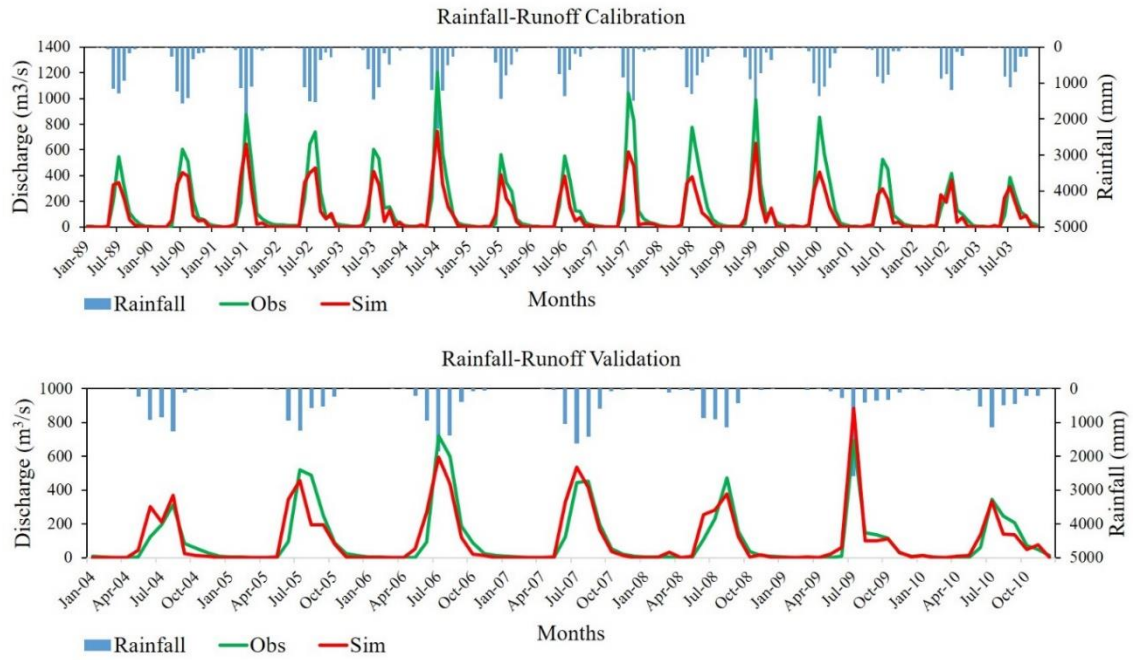 Rainfall-Runoff Calibration
Discharge (m3/s)
1400
1200
1000
800
600
400
200
0
0
1000
2000
3000
4000
5000
Rainfall (mm)
Jan-89
Jul-89
Jan-90
Jul-90
Jan-91
Jul-91
Jan-92
Jul-92
Jan-93
Jul-93
Jan-94
Jul-94
Jan-95
Jul-95
Jan-96
Jul-96
Jan-97
Jul-97
Jan-98
Jul-98
Jan-99
Jul-99
Jan-00
Jul-00
Jan-01
Jul-01
Jan-02
Jul-02
Jan-03
Jul-03
Months
Rainfall Obs Sim
Rainfall-Runoff Validation
Discharge (m³/s)
1000
800
600
400
200
0
0
1000
2000
3000
4000
5000
Rainfall (mm)
Jan-04
Apr-04
Jul-04
Oct-04
Jan-05
Apr-05
Jul-05
Oct-05
Jan-06
Apr-06
Jul-06
Oct-06
Jan-07
Apr-07
Jul-07
Oct-07
Jan-08
Apr-08
Jul-08
Oct-08
Jan-09
Apr-09
Jul-09
Oct-09
Jan-10
Apr-10
Jul-10
Oct-10
Months
Rainfall Obs Sim